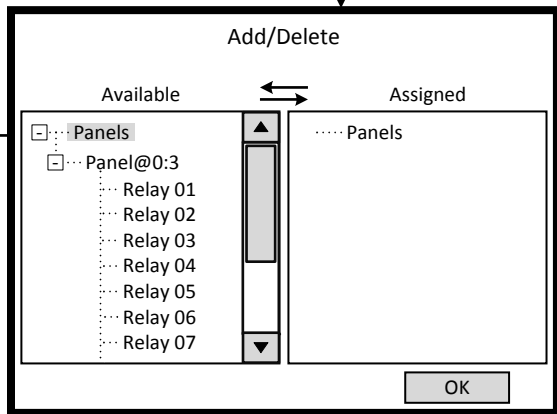 Add/Delete
Available
Assigned
Panels
Panel@0:3
Relay 01
Relay 02
Relay 03
Relay 04
Relay 05
Relay 06
Relay 07
Panels
OK